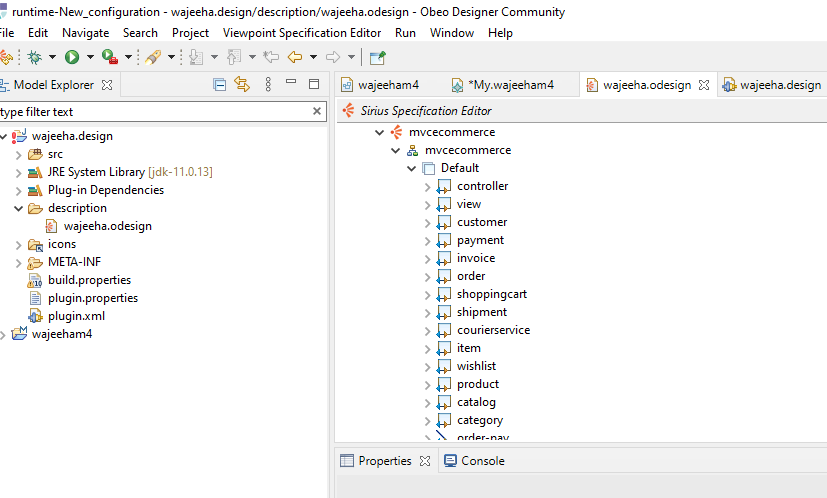 runtime-New_configuration - wajeeha.design/description/wajeeha.odesign - Obeo Designer Community
File Edit Navigate Search Project Viewpoint Specification Editor Run Window Help
Model Explorer
wajeeham4
*My.wajeeham4
wajeeha.odesign
wajeeha.design
type filter text
wajeeha.design
src
JRE System Library [jdk-11.0.13]
Plug-in Dependencies
description
wajeeha.odesign
icons
META-INF
build.properties
plugin.properties
plugin.xml
wajeeham4
Sirius Specification Editor
mvcecommerce
mvcecommerce
Default
controller
view
customer
payment
invoice
order
shoppingcart
shipment
courierservice
item
wishlist
product
catalog
category
order-nav
Properties
Console